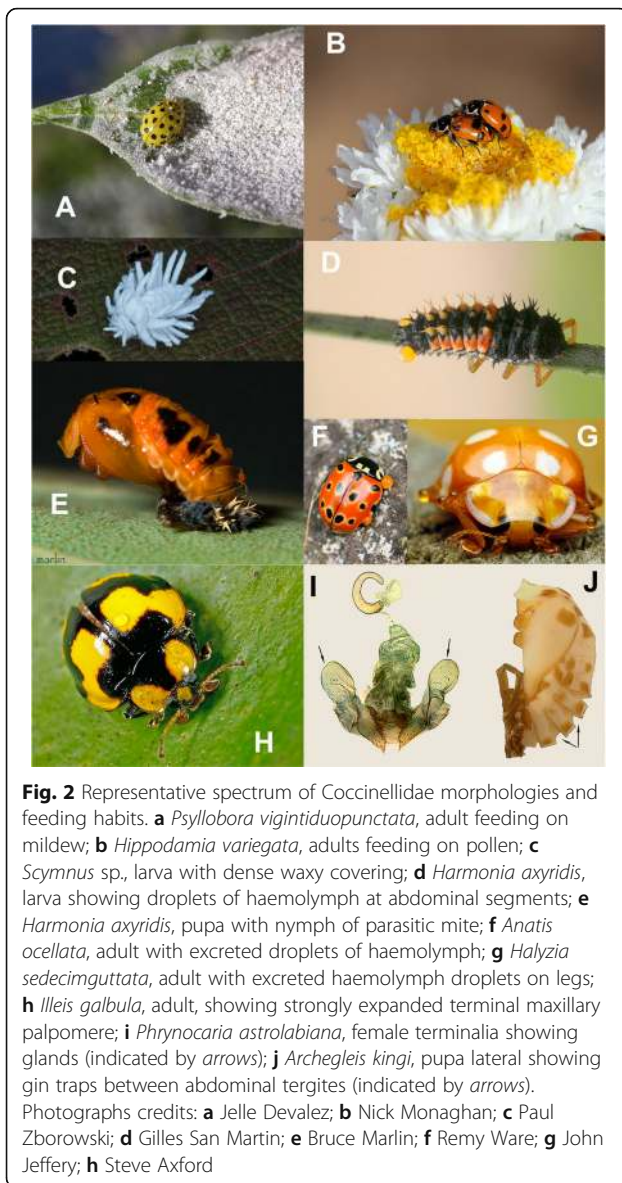 A
B
C
D
E
F
G
H
I
J
marlin
Fig. 2 Representative spectrum of Coccinellidae morphologies and
feeding habits. a Psyllobora vigintiduopunctata, adult feeding on
mildew; b Hippodamia variegata, adults feeding on pollen; c
Scymnus sp., larva with dense waxy covering; d Harmonia axyridis,
larva showing droplets of haemolymph at abdominal segments; e
Harmonia axyridis, pupa with nymph of parasitic mite; f Anatis
ocellata, adult with excreted droplets of haemolymph; g Halyzia
sedecimguttata, adult with excreted haemolymph droplets on legs;
h Illeis galbula, adult, showing strongly expanded terminal maxillary
palpomere; i Phrynocaria astrolabiana, female terminalia showing
glands (indicated by arrows); j Archegleis kingi, pupa lateral showing
gin traps between abdominal tergites (indicated by arrows).
Photographs credits: a Jelle Devalez; b Nick Monaghan; c Paul
Zborowski; d Gilles San Martin; e Bruce Marlin; f Remy Ware; g John
Jeffery; h Steve Axford